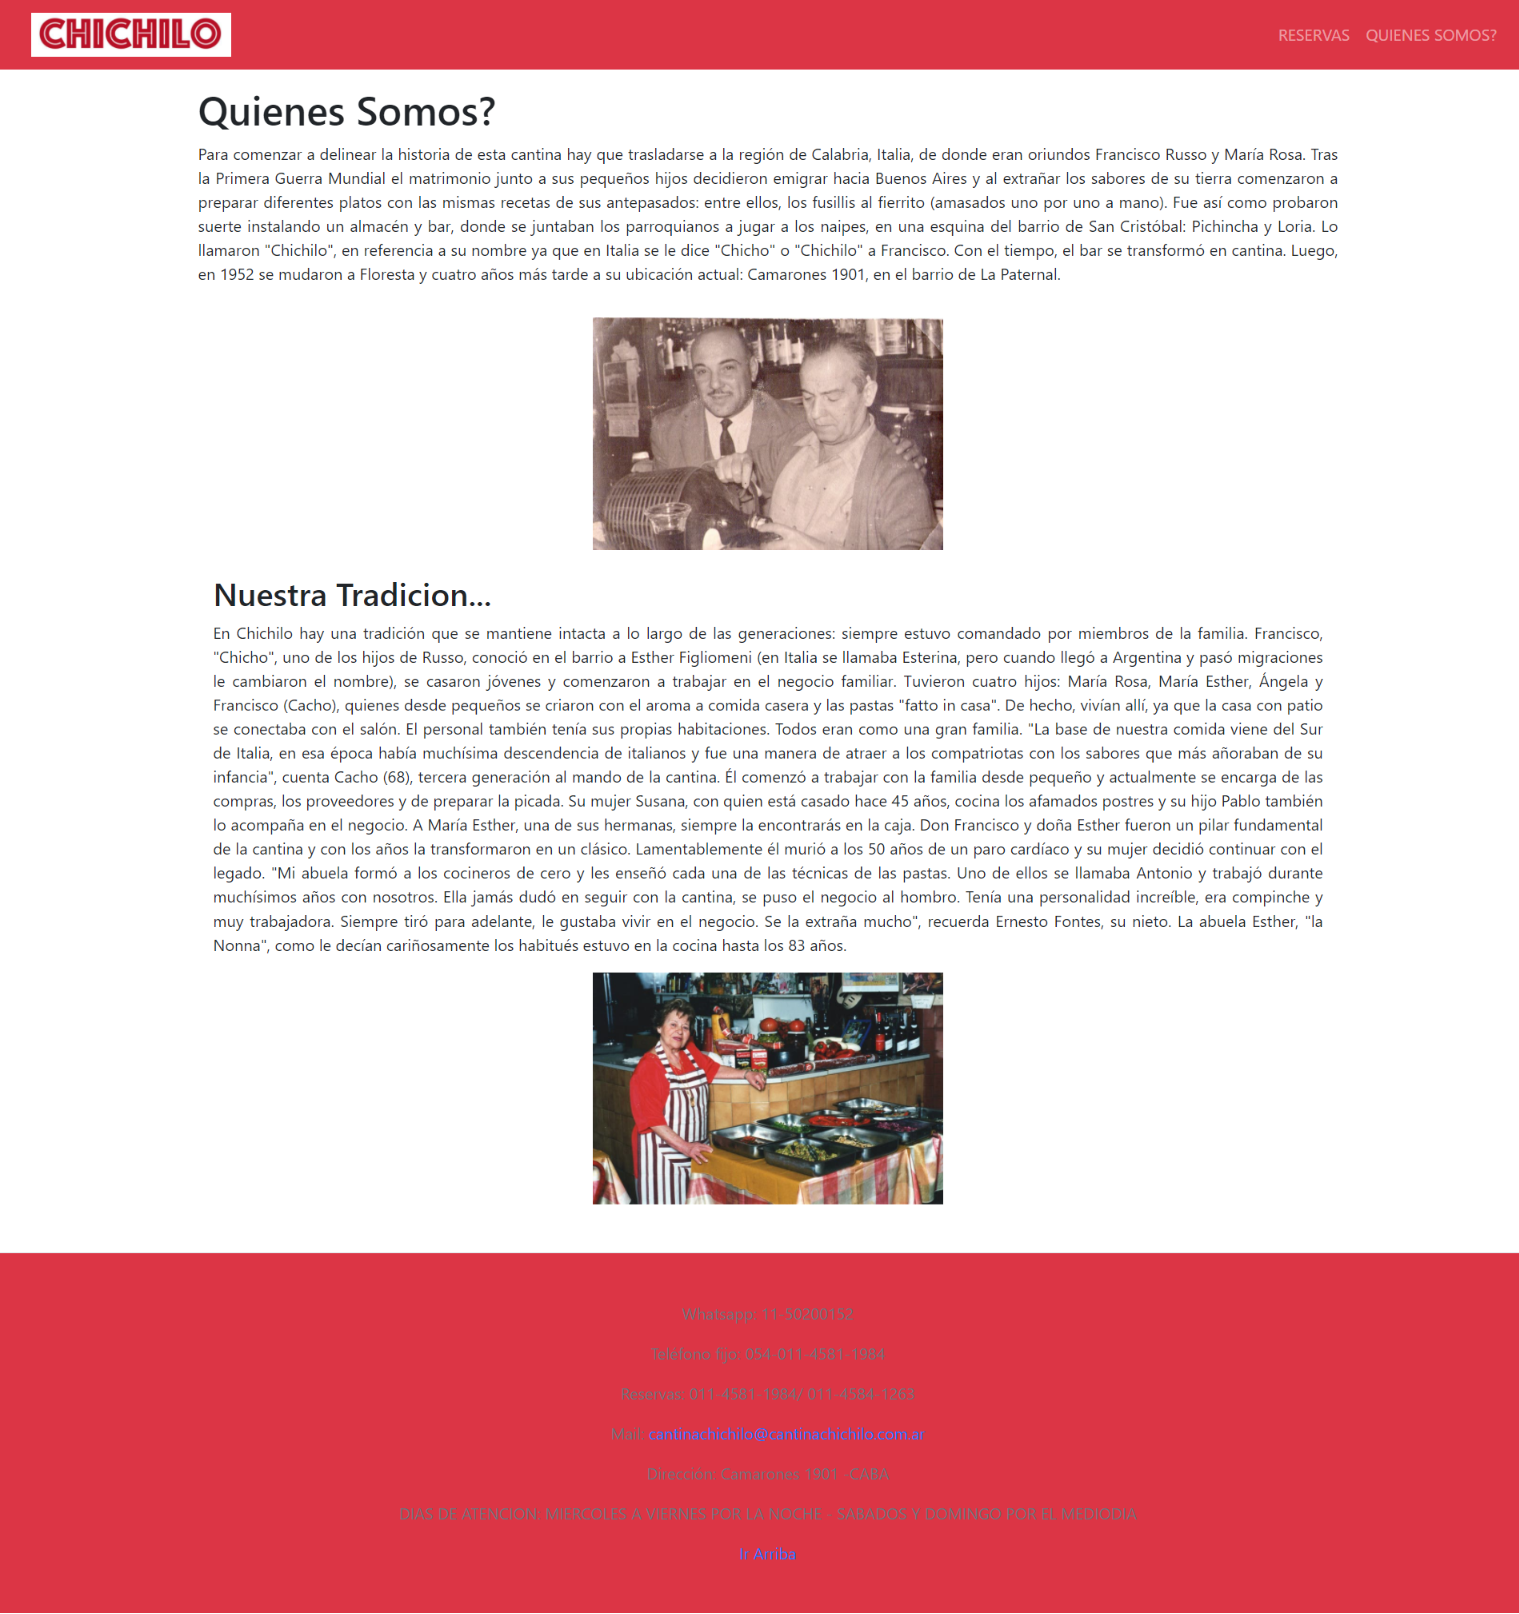 CHICHILO
RESERVAS QUIENES SOMOS?
Quienes Somos?
Para comenzar a delinear la historia de esta cantina hay que trasladarse a la región de Calabria, Italia, de donde eran oriundos Francisco Russo y María Rosa. Tras
la Primera Guerra Mundial el matrimonio junto a sus pequeños hijos decidieron emigrar hacia Buenos Aires y al extrañar los sabores de su tierra comenzaron a
preparar diferentes platos con las mismas recetas de sus antepasados: entre ellos, los fusillis al fierrito (amasados uno por uno a mano). Fue así como probaron
suerte instalando un almacén y bar, donde se juntaban los parroquianos a jugar a los naipes, en una esquina del barrio de San Cristóbal: Pichincha y Loria. Lo
llamaron "Chichilo", en referencia a su nombre ya que en Italia se le dice "Chicho" o "Chichilo" a Francisco. Con el tiempo, el bar se transformó en cantina. Luego,
en 1952 se mudaron a Floresta y cuatro años más tarde a su ubicación actual: Camarones 1901, en el barrio de La Paternal.
Nuestra Tradicion...
En Chichilo hay una tradición que se mantiene intacta a lo largo de las generaciones: siempre estuvo comandado por miembros de la familia. Francisco,
"Chicho", uno de los hijos de Russo, conoció en el barrio a Esther Figliomeni (en Italia se llamaba Esterina, pero cuando llegó a Argentina y pasó migraciones
le cambiaron el nombre), se casaron jóvenes y comenzaron a trabajar en el negocio familiar. Tuvieron cuatro hijos: María Rosa, María Esther, Ángela y
Francisco (Cacho), quienes desde pequeños se criaron con el aroma a comida casera y las pastas "fatto in casa". De hecho, vivían allí, ya que la casa con patio
se conectaba con el salón. El personal también tenía sus propias habitaciones. Todos eran como una gran familia. "La base de nuestra comida viene del Sur
de Italia, en esa época había muchísima descendencia de italianos y fue una manera de atraer a los compatriotas con los sabores que más añoraban de su
infancia", cuenta Cacho (68), tercera generación al mando de la cantina. Él comenzó a trabajar con la familia desde pequeño y actualmente se encarga de las
compras, los proveedores y de preparar la picada. Su mujer Susana, con quien está casado hace 45 años, cocina los afamados postres y su hijo Pablo también
lo acompaña en el negocio. A María Esther, una de sus hermanas, siempre la encontrarás en la caja. Don Francisco y doña Esther fueron un pilar fundamental
de la cantina y con los años la transformaron en un clásico. Lamentablemente él murió a los 50 años de un paro cardíaco y su mujer decidió continuar con el
legado. "Mi abuela formó a los cocineros de cero y les enseñó cada una de las técnicas de las pastas. Uno de ellos se llamaba Antonio y trabajó durante
muchísimos años con nosotros. Ella jamás dudó en seguir con la cantina, se puso el negocio al hombro. Tenía una personalidad increíble, era compinche y
muy trabajadora. Siempre tiró para adelante, le gustaba vivir en el negocio. Se la extraña mucho", recuerda Ernesto Fontes, su nieto. La abuela Esther, "la
Nonna", como le decían cariñosamente los habitués estuvo en la cocina hasta los 83 años.
Whatsapp: 11-50200152
Teléfono fijo: 054-011-4581-1984
Reservas: 011-4581-1984/ 011-4584-1263
Mail: cantinachichilo@cantinachichilo.com.ar
Dirección: Camarones 1901 -CABA
DIAS DE ATENCION: MIERCOLES A VIERNES POR LA NOCHE - SABADOS Y DOMINGO POR EL MEDIODIA
Ir Arriba